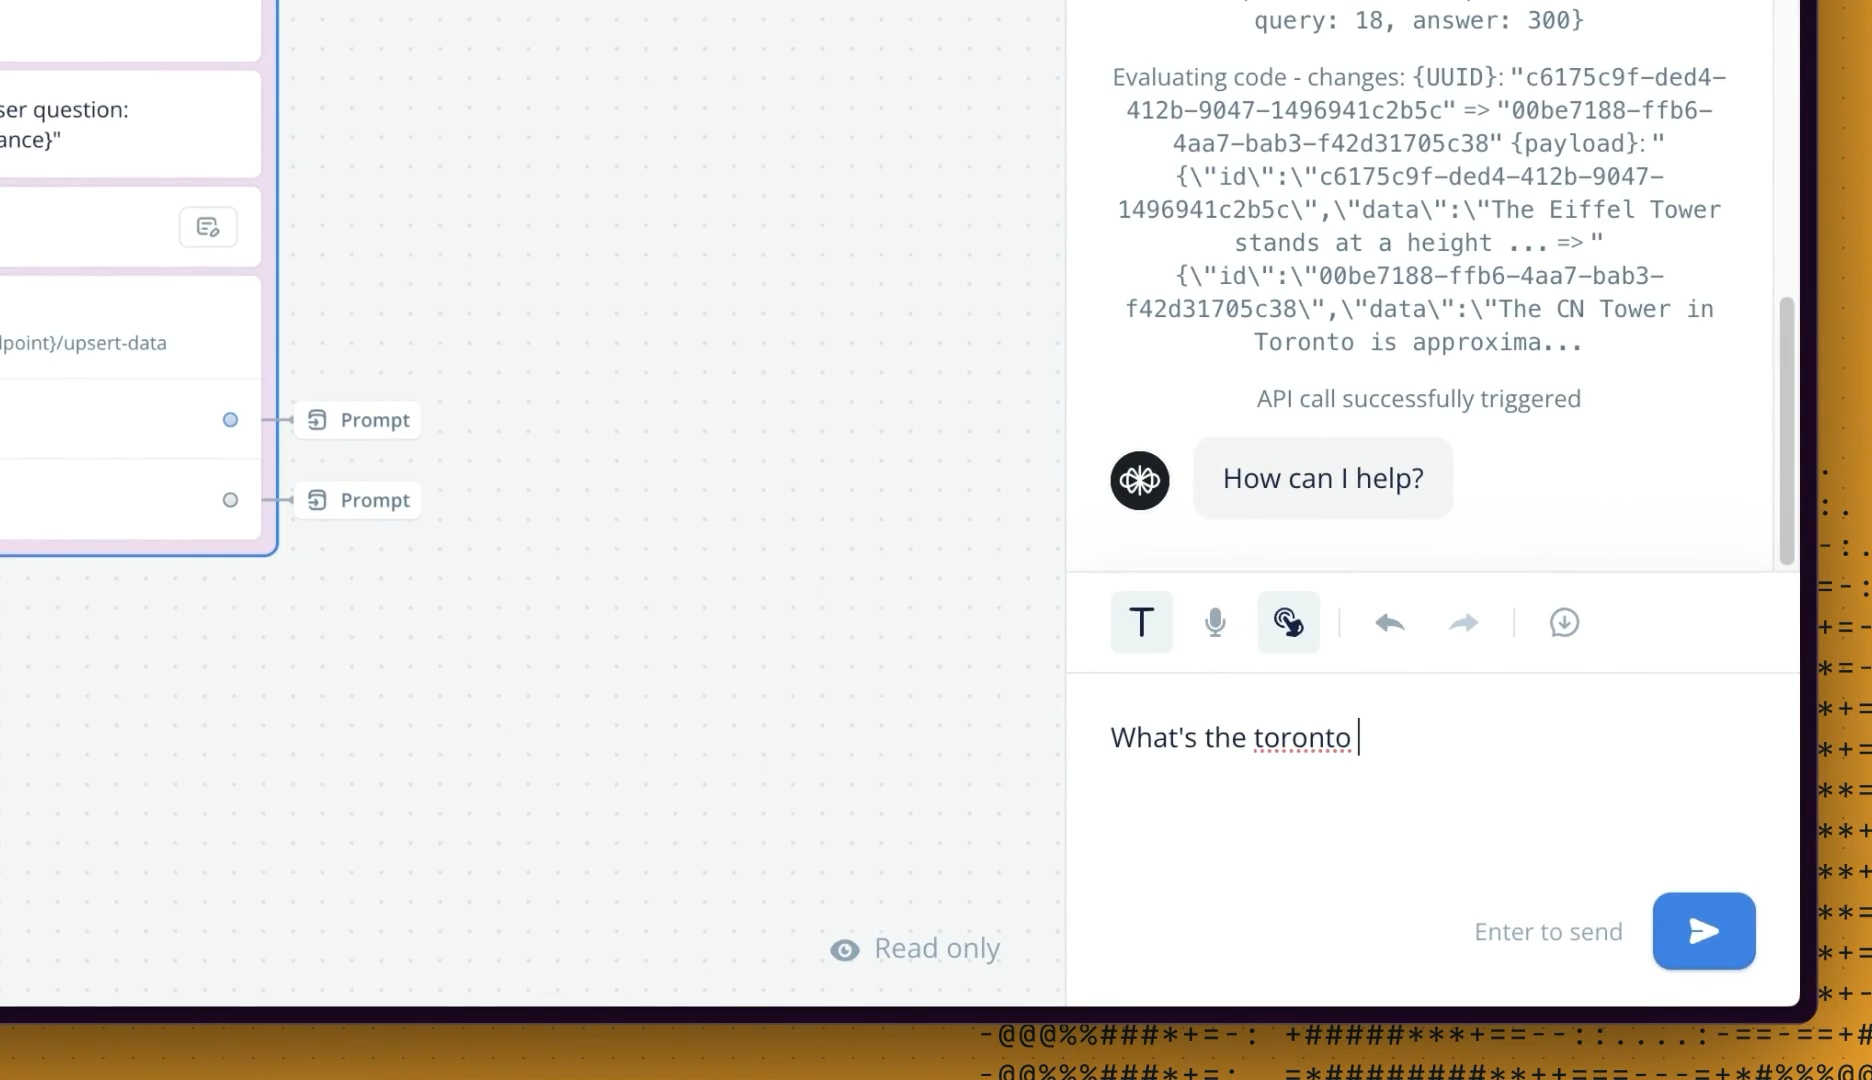 ser question:
ance}"
lpoint}/upsert-data
Prompt
Prompt
Read only
query: 18, answer: 300}
Evaluating code - changes: {UUID}: "c6175c9f-ded4-
412b-9047-1496941c2b5c" => "00be7188-ffb6-
4aa7-bab3-f42d31705c38" {payload}: "
{\"id\":\"c6175c9f-ded4-412b-9047-
1496941c2b5c\",\"data\":\"The Eiffel Tower
stands at a height ... => "
{\"id\":\"00be7188-ffb6-4aa7-bab3-
f42d31705c38\",\"data\":\"The CN Tower in
Toronto is approxima...
API call successfully triggered
How can I help?
T
What's the toronto
Enter to send